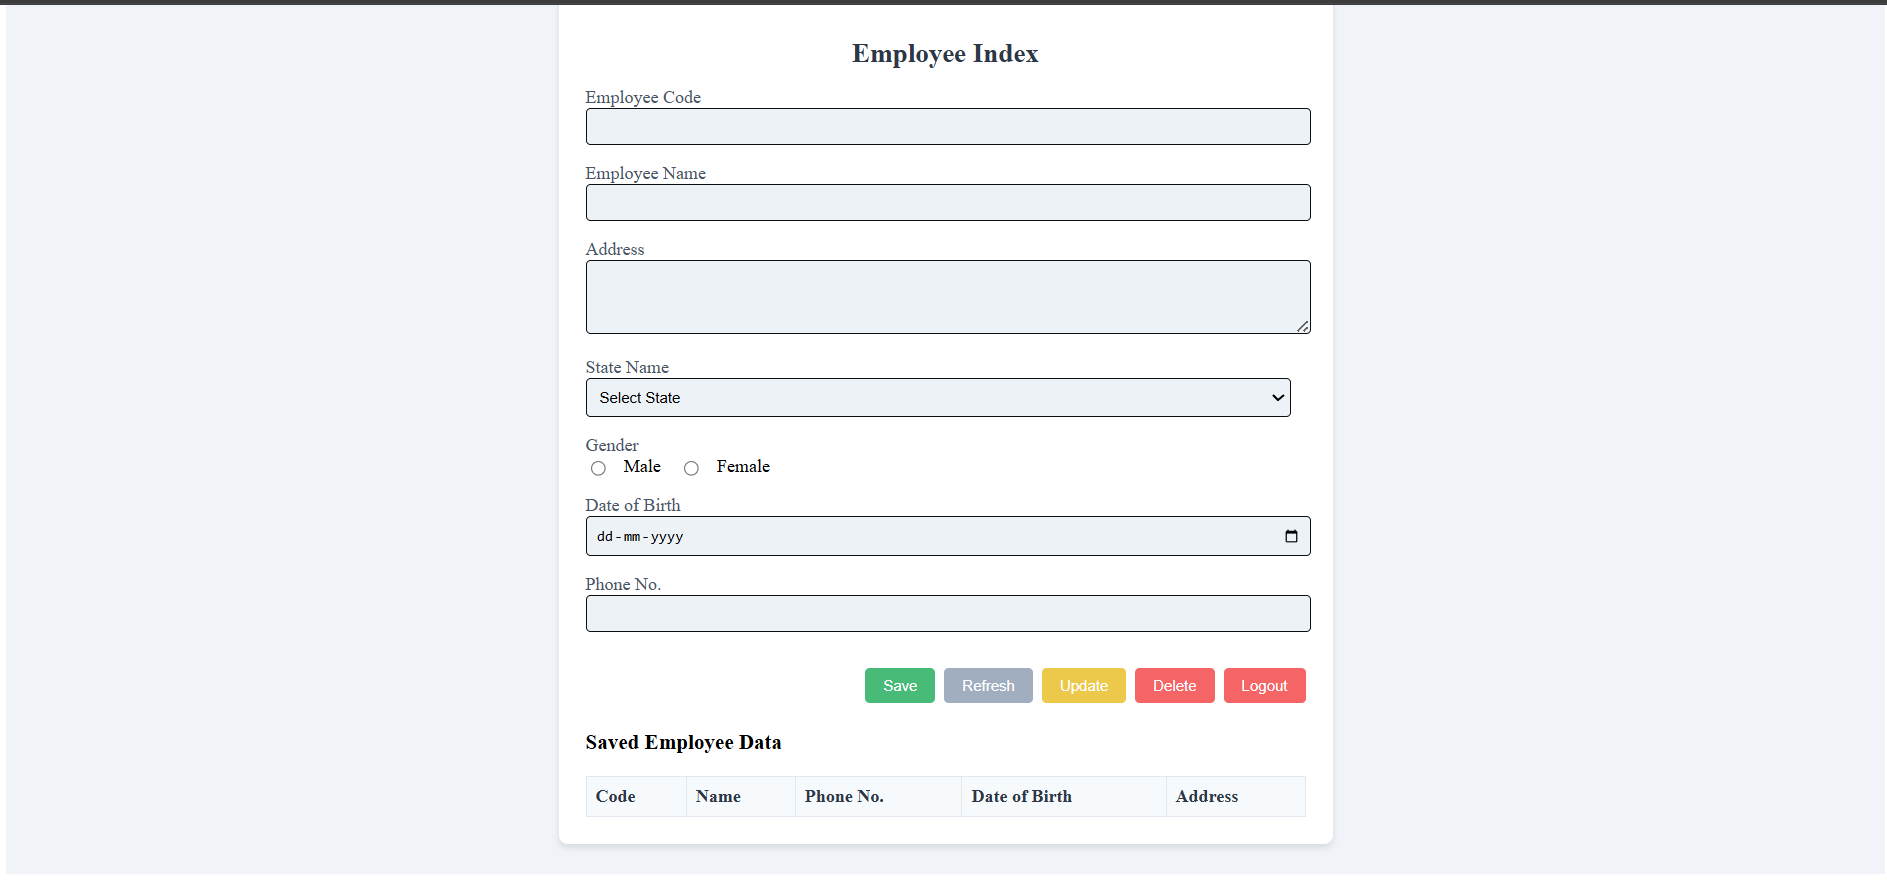 Employee Index
Employee Code
Employee Name
Address
State Name
Select State
Gender
Male Female
Date of Birth
dd-mm-yyyy
Phone No.
Save Refresh Update Delete Logout
Saved Employee Data
Code Name Phone No. Date of Birth Address